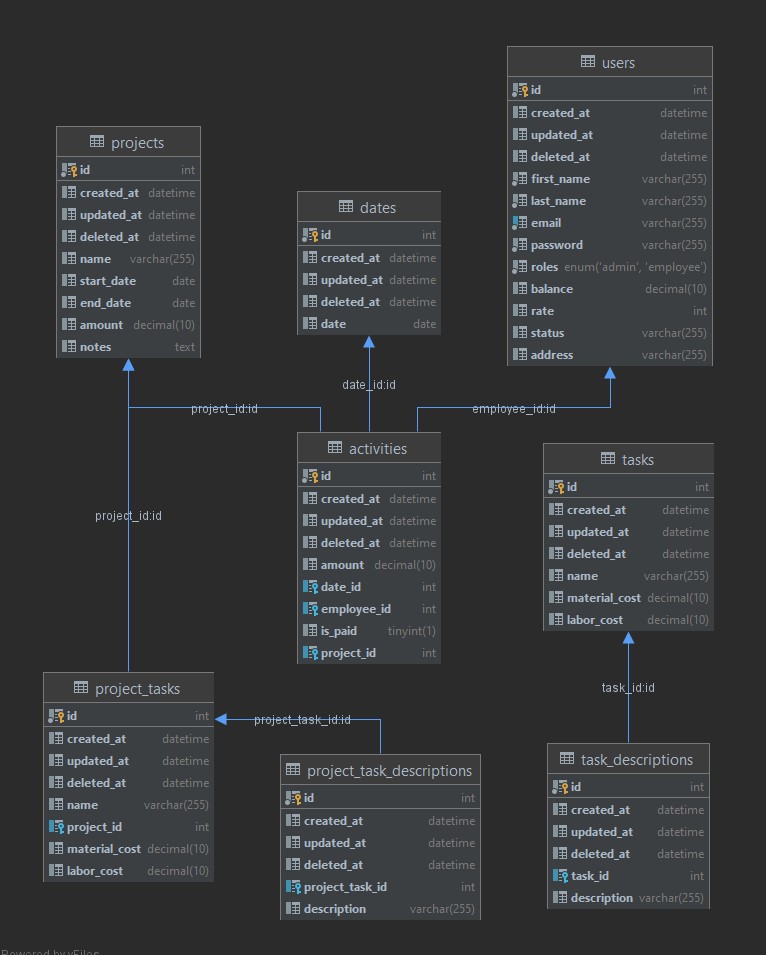 users
id int
created_at datetime
updated_at datetime
deleted_at datetime
first_name varchar(255)
last_name varchar(255)
email varchar(255)
password varchar(255)
roles enum('admin', 'employee')
balance decimal(10)
rate int
status varchar(255)
address varchar(255)
projects
id int
created_at datetime
updated_at datetime
deleted_at datetime
name varchar(255)
start_date date
end_date date
amount decimal(10)
notes text
dates
id int
created_at datetime
updated_at datetime
deleted_at datetime
date date
date_id:id
project_id:id
employee_id:id
activities
id int
created_at datetime
updated_at datetime
deleted_at datetime
amount decimal(10)
date_id int
employee_id int
is_paid tinyint(1)
project_id int
tasks
id int
created_at datetime
updated_at datetime
deleted_at datetime
name varchar(255)
material_cost decimal(10)
labor_cost decimal(10)
project_id:id
task_id:id
project_tasks
id int
created_at datetime
updated_at datetime
deleted_at datetime
name varchar(255)
project_id int
material_cost decimal(10)
labor_cost decimal(10)
project_task_id:id
project_task_descriptions
id int
created_at datetime
updated_at datetime
deleted_at datetime
project_task_id int
description varchar(255)
task_descriptions
id int
created_at datetime
updated_at datetime
deleted_at datetime
task_id int
description varchar(255)
Powered by yFiles